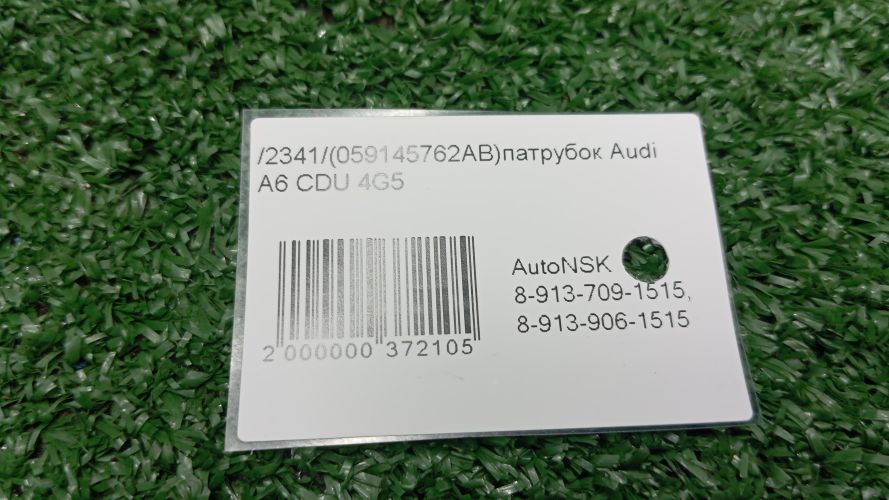 /2341/(059145762AB)патрубок Audi
A6 CDU 4G5
AutoNSK
8-913-709-1515,
8-913-906-1515
2 000000 372105